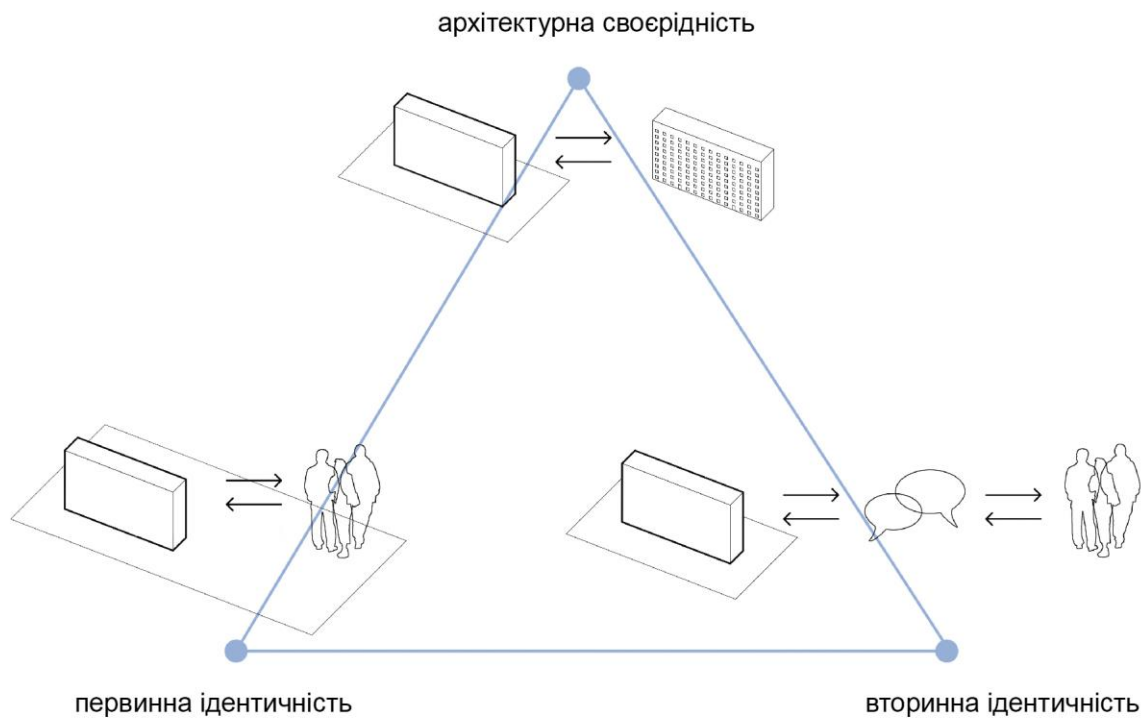 архітектурна своєрідність
первинна ідентичність
вторинна ідентичність